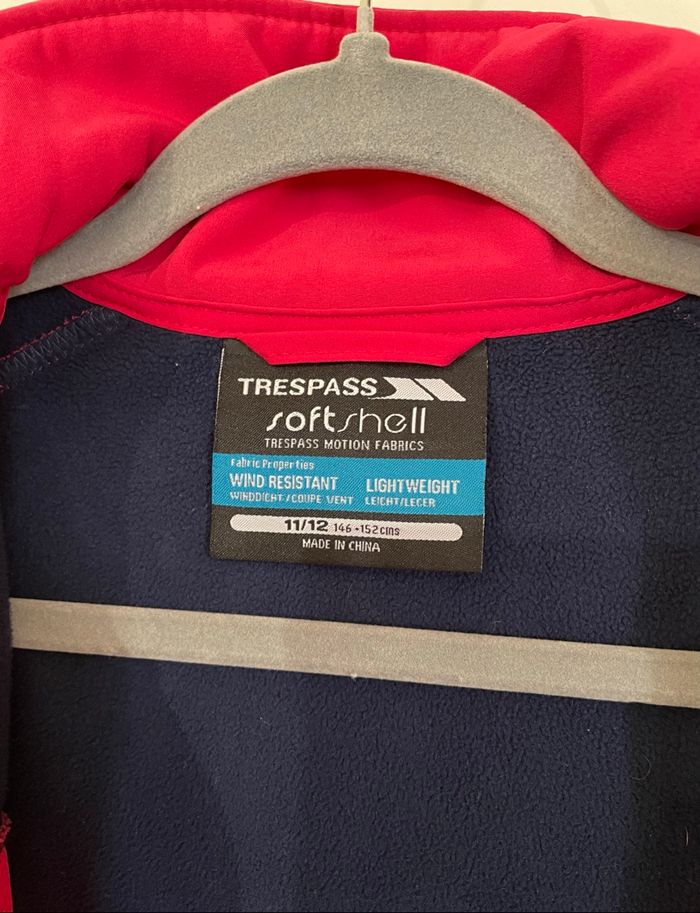 TRESPASS
softshell
TRESPASS MOTION FABRICS
Fabric Properties
WIND RESISTANT LIGHTWEIGHT
WINDDICHT/COUPE VENT LEICHT/LEGER
11/12 146-152cms
MADE IN CHINA